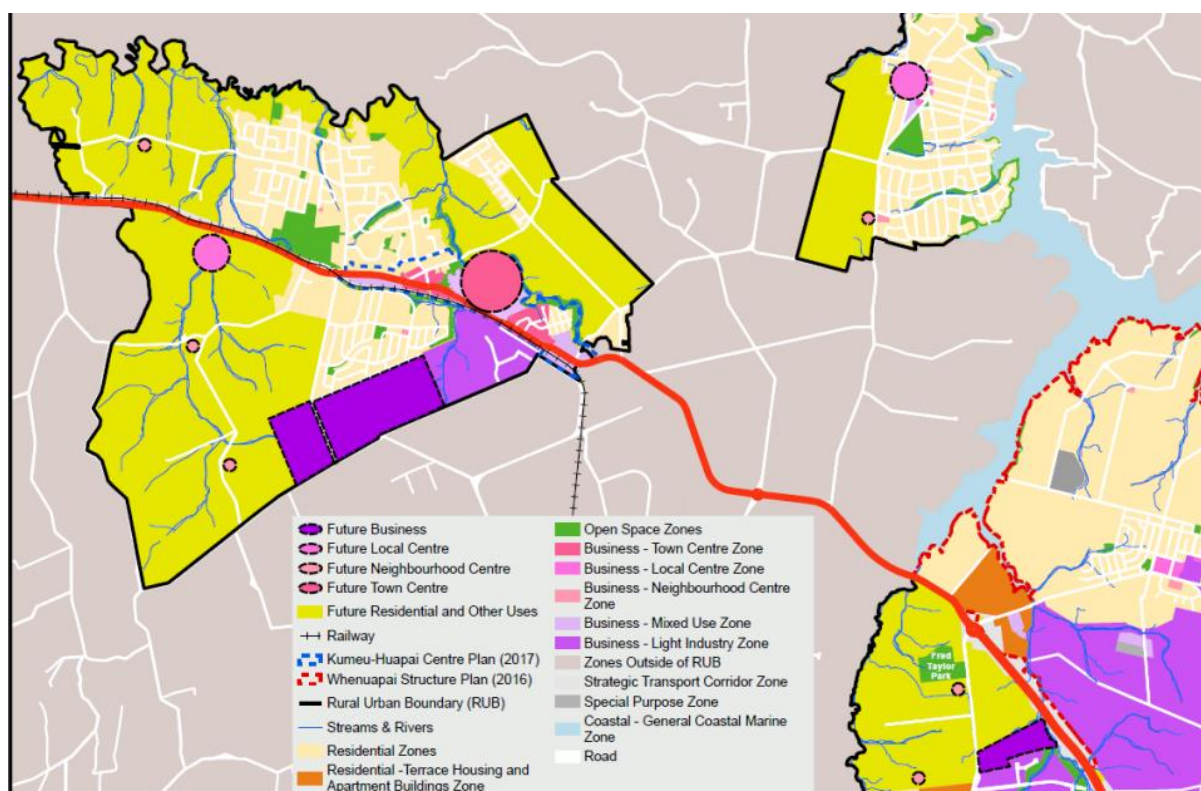 Fred
Taylor
Park
Future Business
Future Local Centre
Future Neighbourhood Centre
Future Town Centre
Future Residential and Other Uses
Railway
Kumeu-Huapai Centre Plan (2017)
Whenuapai Structure Plan (2016)
Rural Urban Boundary (RUB)
Streams & Rivers
Residential Zones
Residential -Terrace Housing and
Apartment Buildings Zone
Open Space Zones
Business - Town Centre Zone
Business - Local Centre Zone
Business - Neighbourhood Centre
Zone
Business - Mixed Use Zone
Business - Light Industry Zone
Zones Outside of RUB
Strategic Transport Corridor Zone
Special Purpose Zone
Coastal - General Coastal Marine
Zone
Road